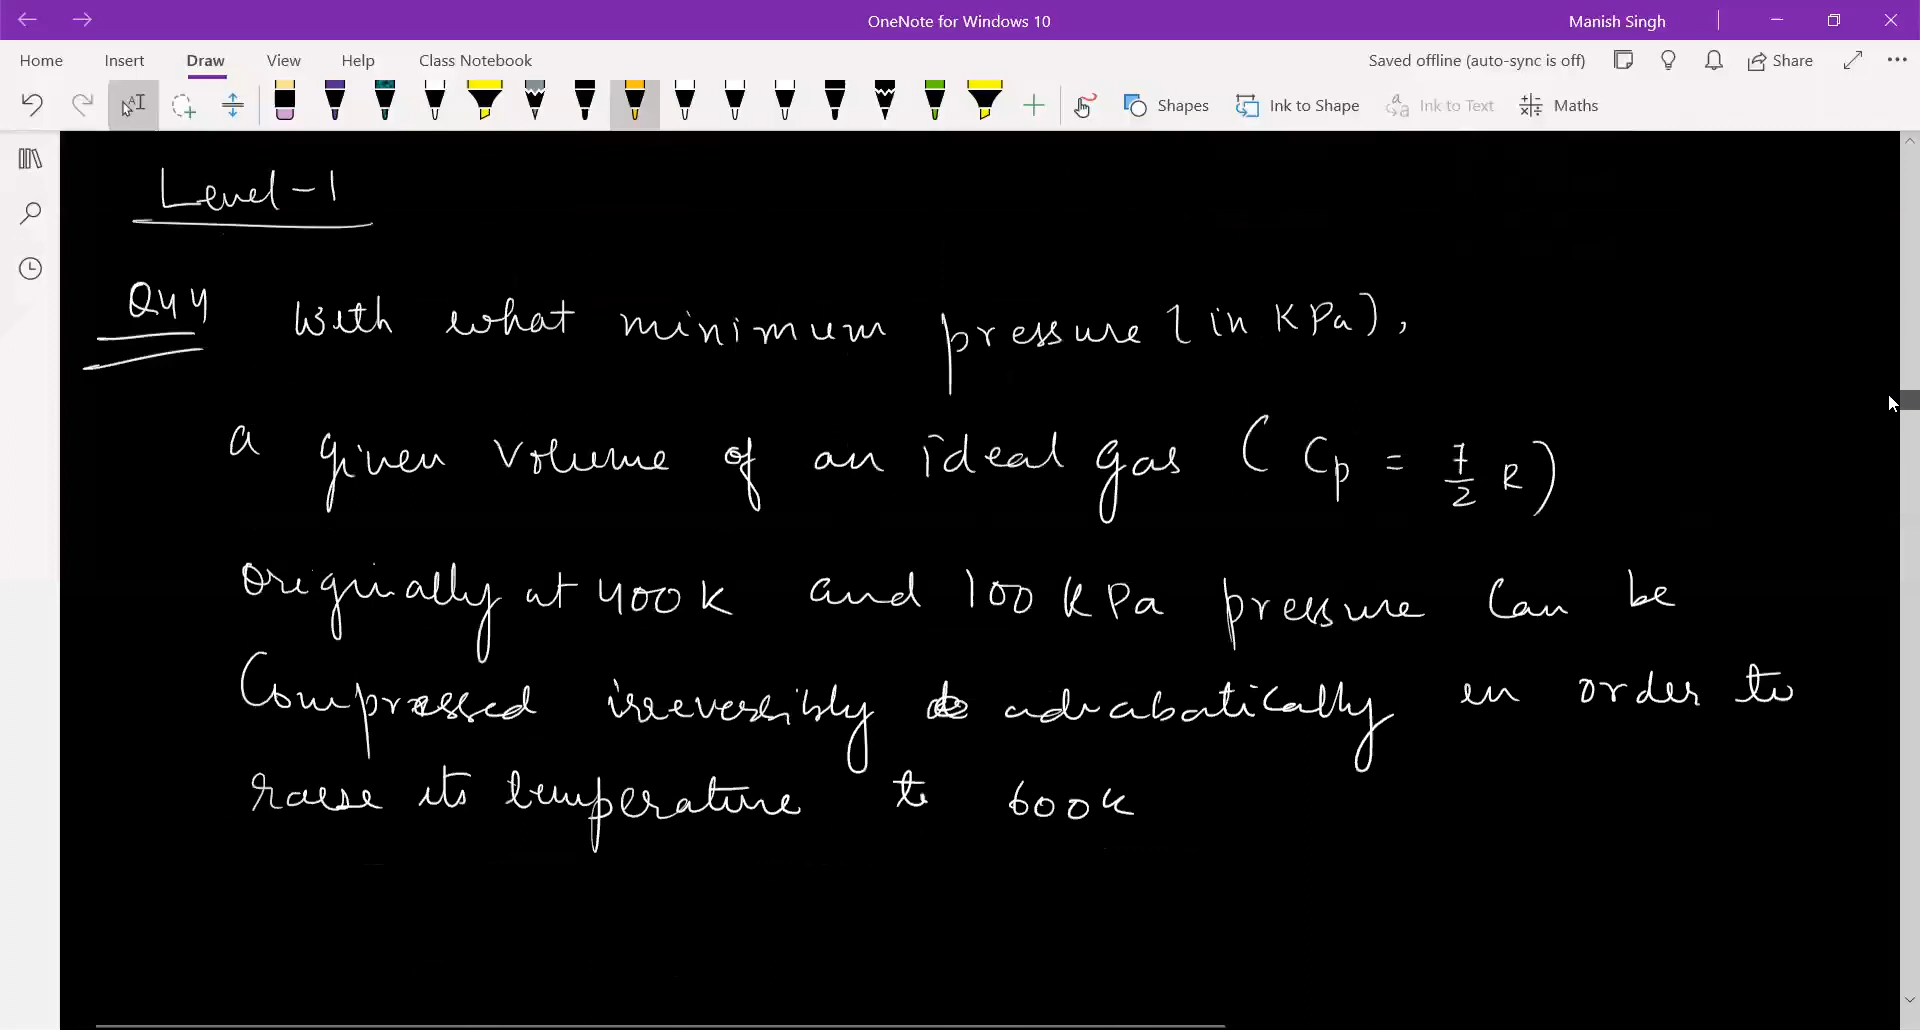 OneNote for Windows 10
Manish Singh
Home Insert Draw View Help Class Notebook
Saved offline (auto-sync is off) Share
Shapes Ink to Shape Ink to Text Maths
Level-1
Q44 With what minimum pressure (in KPa),
a given volume of an ideal gas ( Cp = 7/2 R)
originally at 400K and 100 KPa pressure can be
Compressed irreversibly adiabatically in order to
raise its temperature to 600K